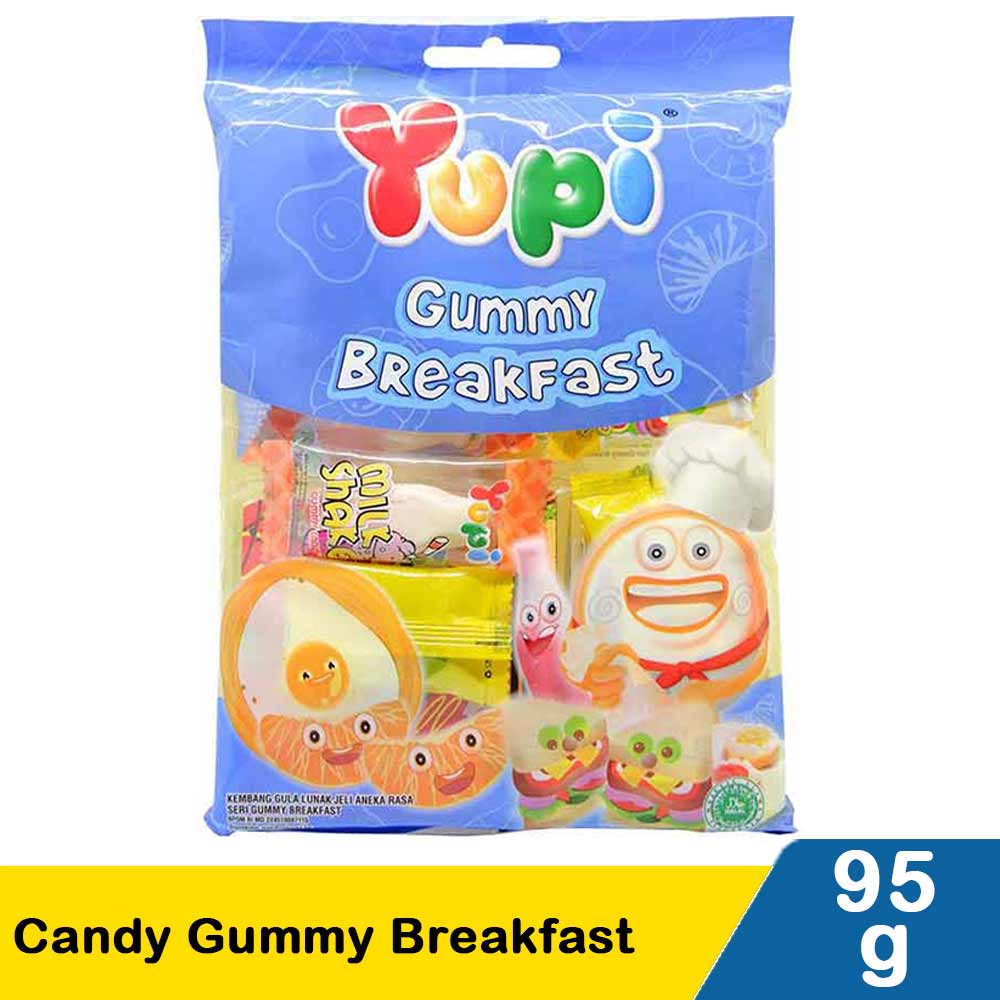 Yupi
®
Gummy
Breakfast
MILK
Shake
Yupi
KEMBANG GULA LUNAK JELI ANEKA RASA
SERI GUMMY BREAKFAST
Candy Gummy Breakfast
95
g